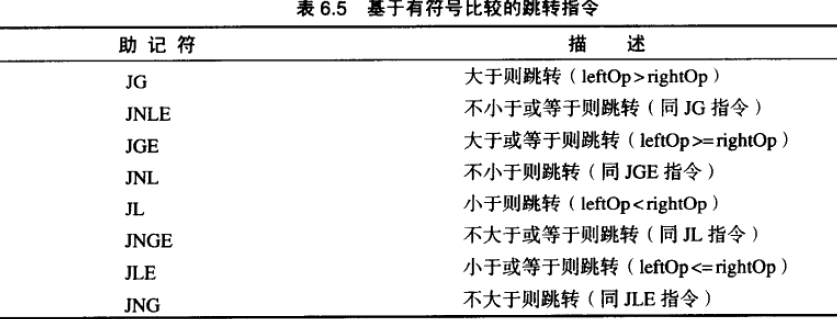 表 6.5 基于有符号比较的跳转指令
助 记 符 描 述
JG 大于则跳转（leftOp>rightOp）
JNLE 不小于或等于则跳转（同 JG 指令）
JGE 大于或等于则跳转（leftOp>=rightOp）
JNL 不小于则跳转（同 JGE 指令）
JL 小于则跳转（leftOp<rightOp）
JNGE 不大于或等于则跳转（同 JL 指令）
JLE 小于或等于则跳转（leftOp<=rightOp）
JNG 不大于则跳转（同 JLE 指令）